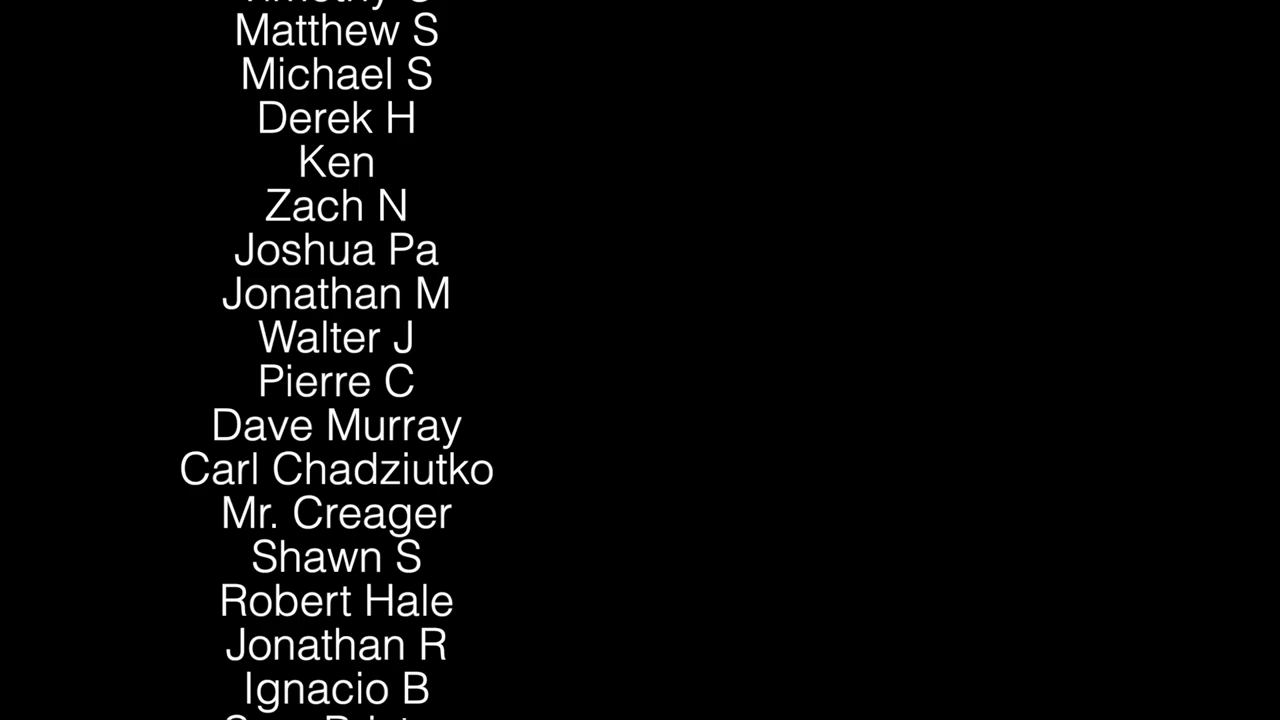 Matthew S
Michael S
Derek H
Ken
Zach N
Joshua Pa
Jonathan M
Walter J
Pierre C
Dave Murray
Carl Chadziutko
Mr. Creager
Shawn S
Robert Hale
Jonathan R
Ignacio B